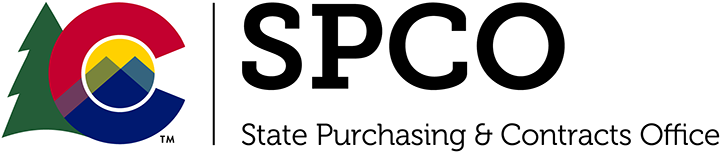 SPCO
State Purchasing & Contracts Office
TM